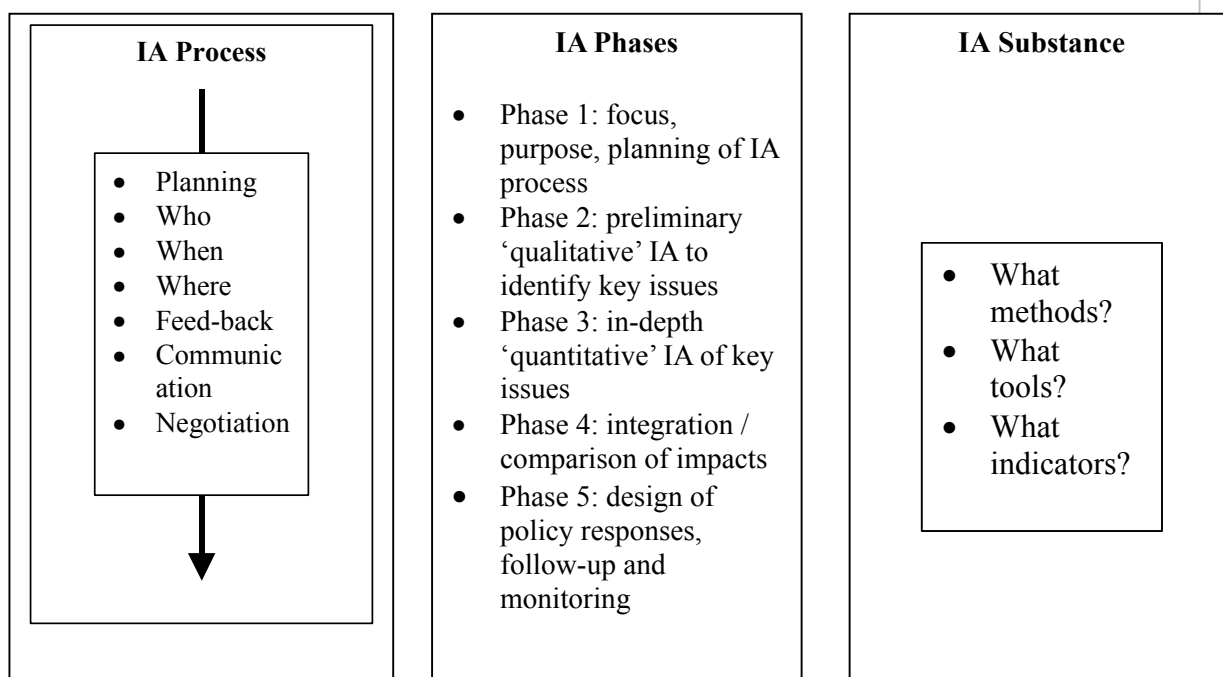 IA Process
• Planning
• Who
• When
• Where
• Feed-back
• Communic
ation
• Negotiation
IA Phases
• Phase 1: focus,
purpose, planning of IA
process
• Phase 2: preliminary
‘qualitative’ IA to
identify key issues
• Phase 3: in-depth
‘quantitative’ IA of key
issues
• Phase 4: integration /
comparison of impacts
• Phase 5: design of
policy responses,
follow-up and
monitoring
IA Substance
• What
methods?
• What
tools?
• What
indicators?